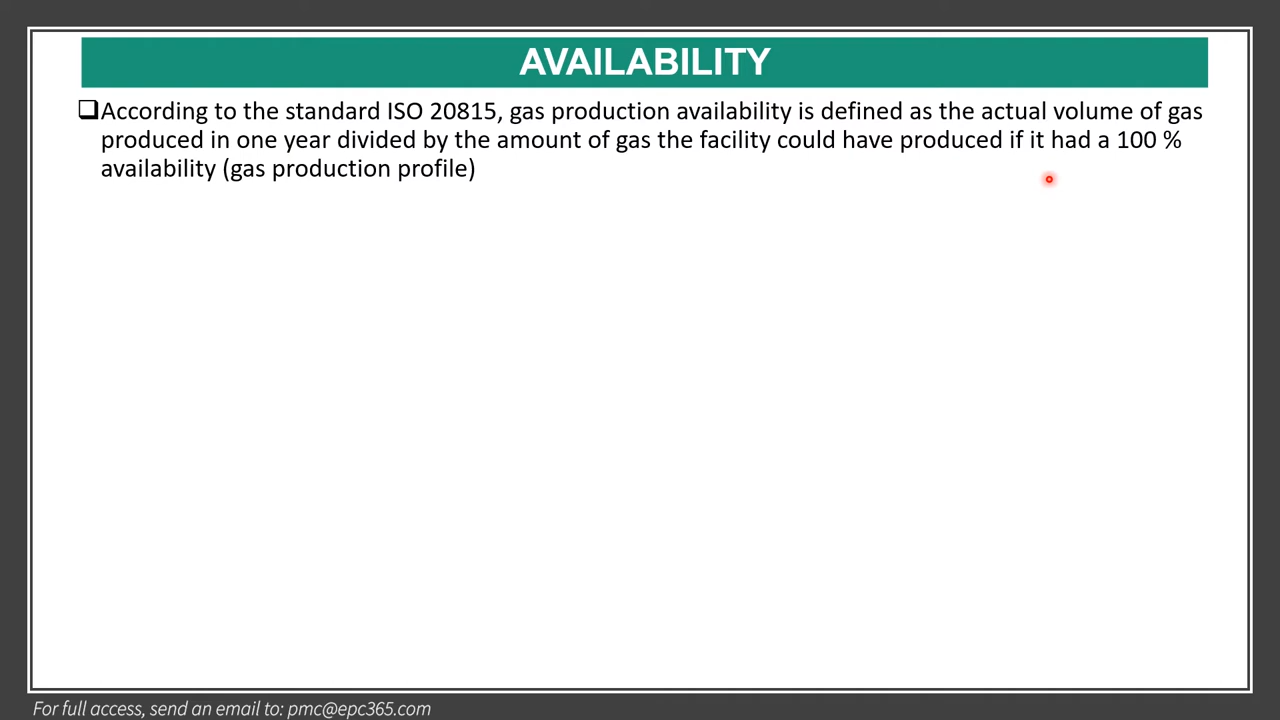 AVAILABILITY
❑According to the standard ISO 20815, gas production availability is defined as the actual volume of gas
produced in one year divided by the amount of gas the facility could have produced if it had a 100 %
availability (gas production profile)
For full access, send an email to: pmc@epc365.com